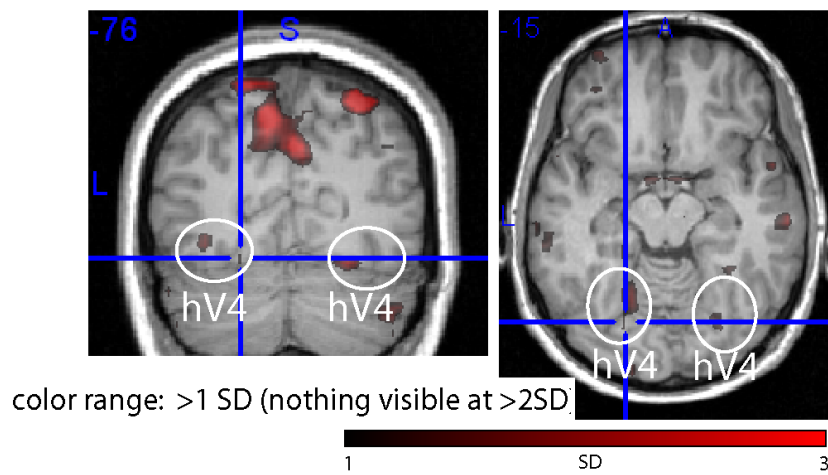 -76 S -15 A
L L
hV4 hV4
hV4 hV4
color range: >1 SD (nothing visible at >2SD)
1 SD 3